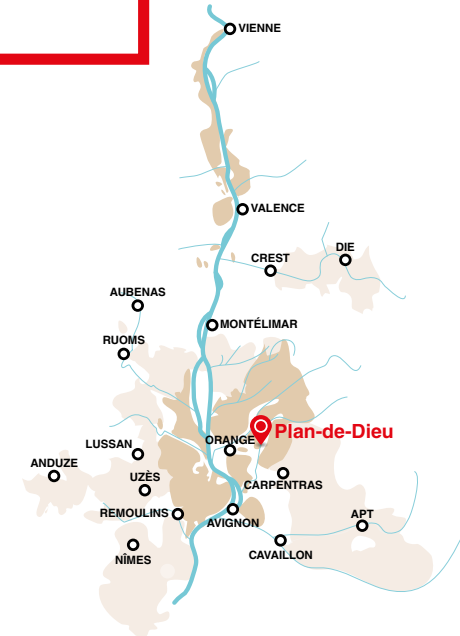 VIENNE
VALENCE
DIE
CREST
AUBENAS
MONTÉLIMAR
RUOMS
Plan-de-Dieu
ORANGE
LUSSAN
ANDUZE
UZÈS
CARPENTRAS
REMOULINS
APT
AVIGNON
CAVAILLON
NÎMES